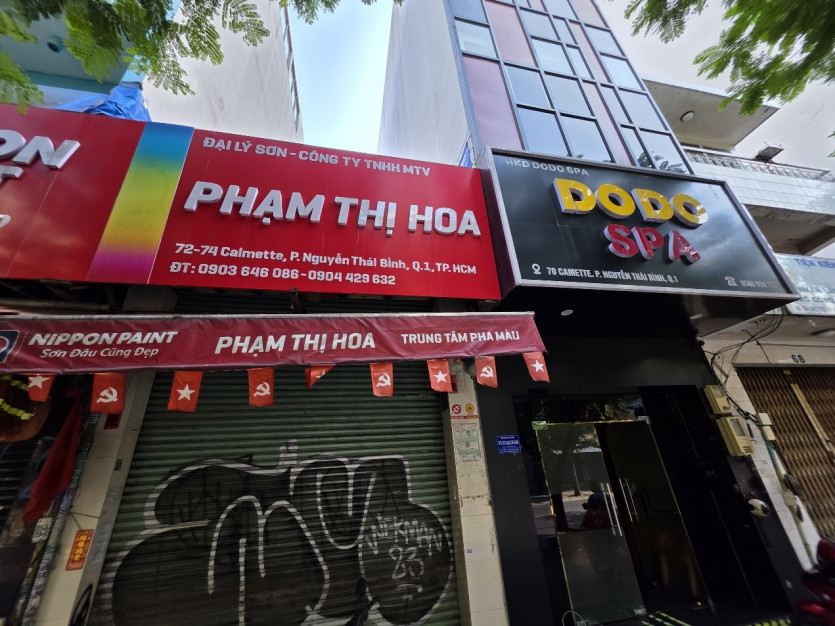 ĐẠI LÝ SƠN - CÔNG TY TNHH MTV
PHẠM THỊ HOA
72-74 Calmette, P. Nguyễn Thái Bình, Q.1, TP. HCM
ĐT: 0903 646 086 - 0904 429 632
NIPPON PAINT
Sơn Đâu Cũng Đẹp
PHẠM THỊ HOA
TRUNG TÂM PHA MÀU
HKD DODO SPA
DODO
SPA
70 CAMETTE, P. NGUYỄN THÁI BÌNH, Q.1
68
23